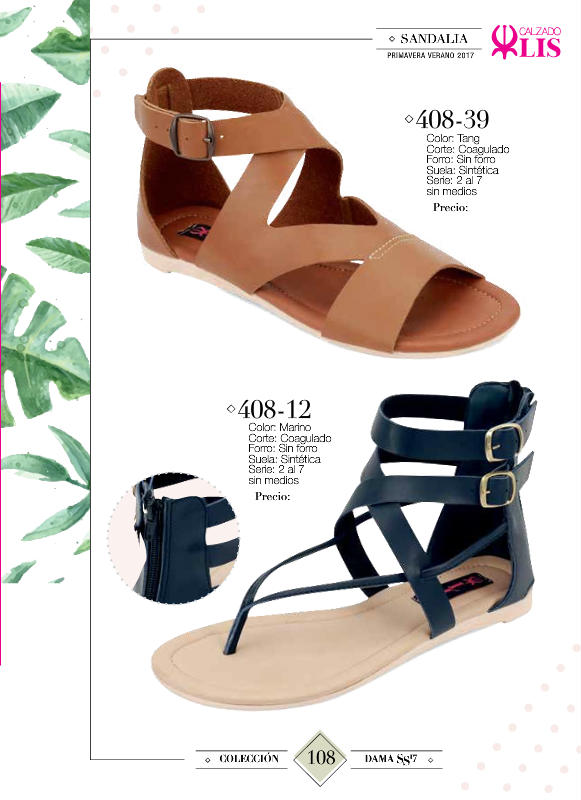 SANDALIA
PRIMAVERA VERANO 2017
CALZADO
LIS
408-39
Color: Tang
Corte: Coagulado
Forro: Sin forro
Suela: Sintética
Serie: 2 al 7
sin medios
Precio:
408-12
Color: Marino
Corte: Coagulado
Forro: Sin forro
Suela: Sintética
Serie: 2 al 7
sin medios
Precio:
COLECCIÓN
108
DAMA SS'7